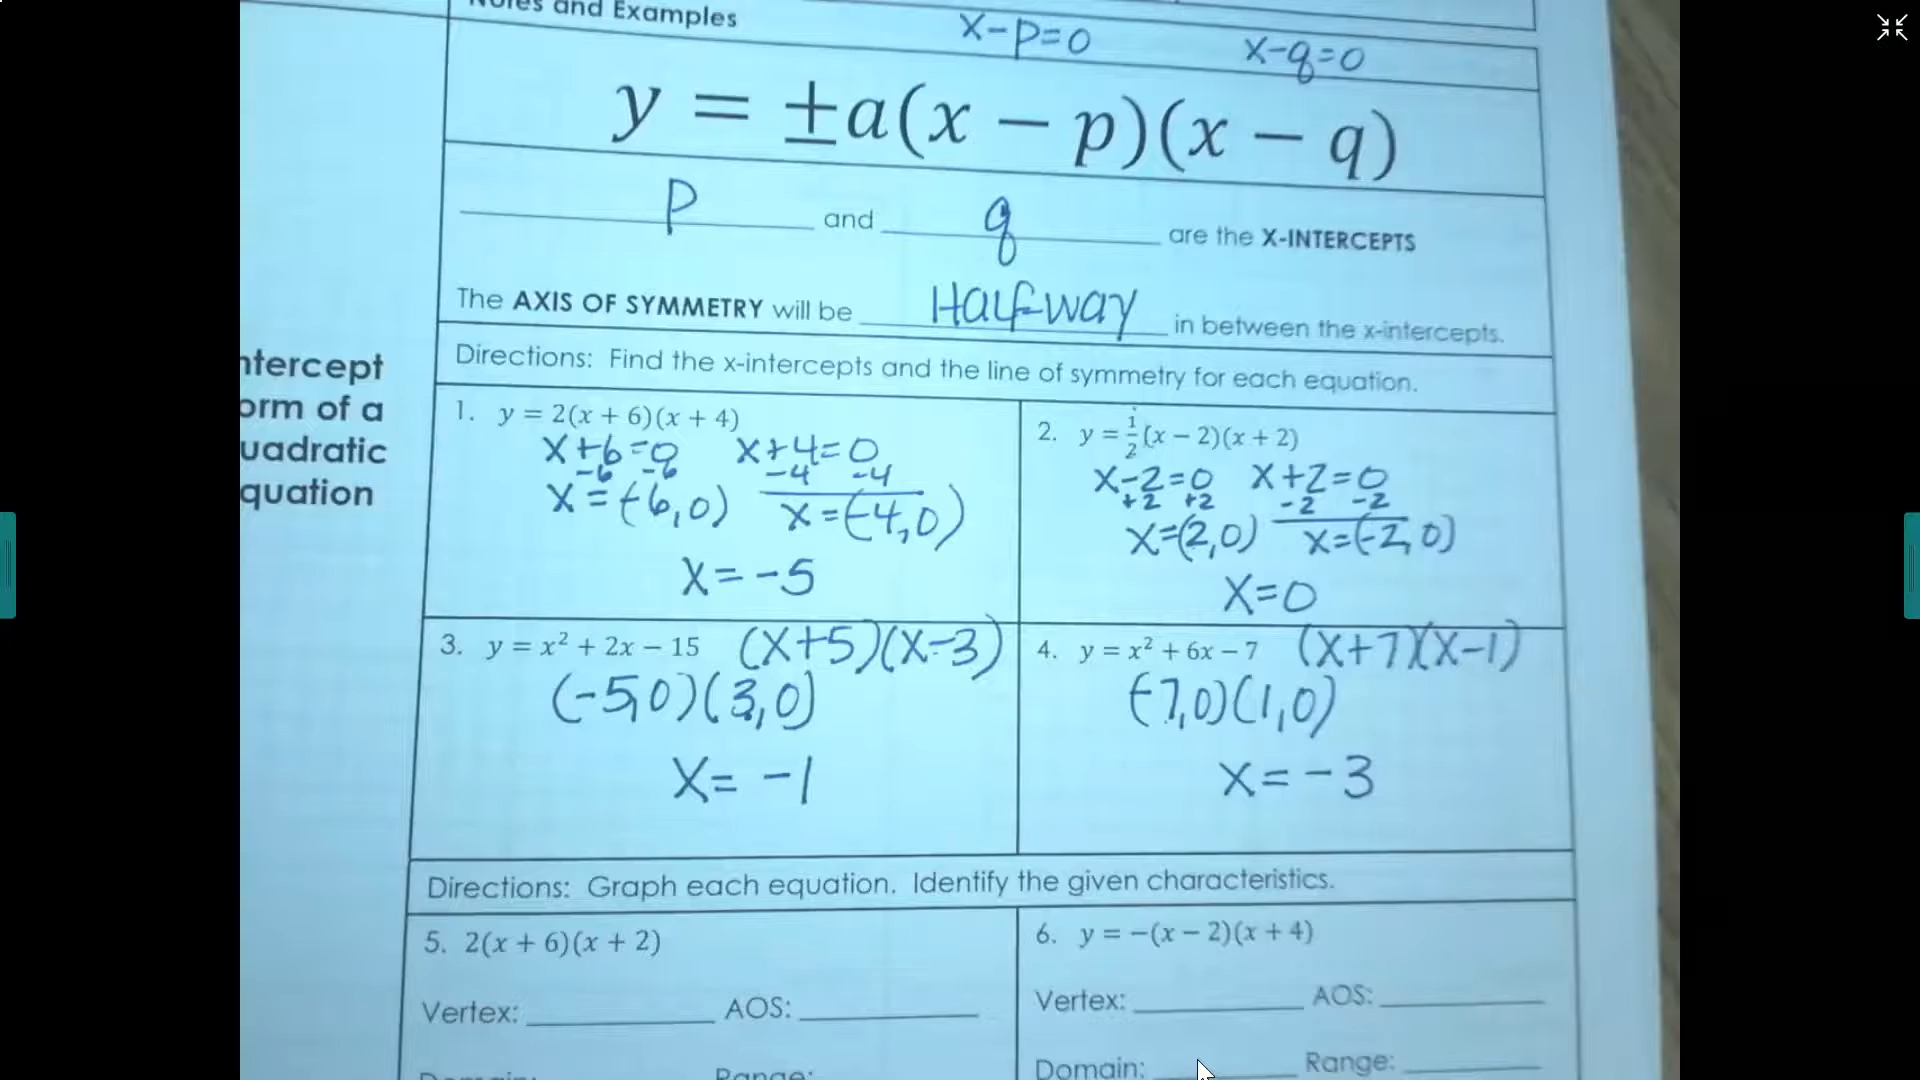 Notes and Examples
x-p=0 x-q=0
y = ±a(x − p)(x − q)
p and q are the X-INTERCEPTS
The AXIS OF SYMMETRY will be Halfway in between the x-intercepts.
ntercept
orm of a
uadratic
quation
Directions: Find the x-intercepts and the line of symmetry for each equation.
1. y = 2(x + 6)(x + 4)
x+6=0 x+4=0
-6 -6 -4 -4
x=(-6,0) x=(-4,0)
x=-5
2. y = 1/2(x − 2)(x + 2)
x-2=0 x+2=0
+2 +2 -2 -2
x=(2,0) x=(-2,0)
x=0
3. y = x² + 2x − 15 (x+5)(x-3)
(-5,0)(3,0)
x=-1
4. y = x² + 6x − 7 (x+7)(x-1)
(-7,0)(1,0)
x=-3
Directions: Graph each equation. Identify the given characteristics.
5. 2(x + 6)(x + 2)
Vertex: AOS:
Domain: Range:
6. y = −(x − 2)(x + 4)
Vertex: AOS:
Domain: Range: